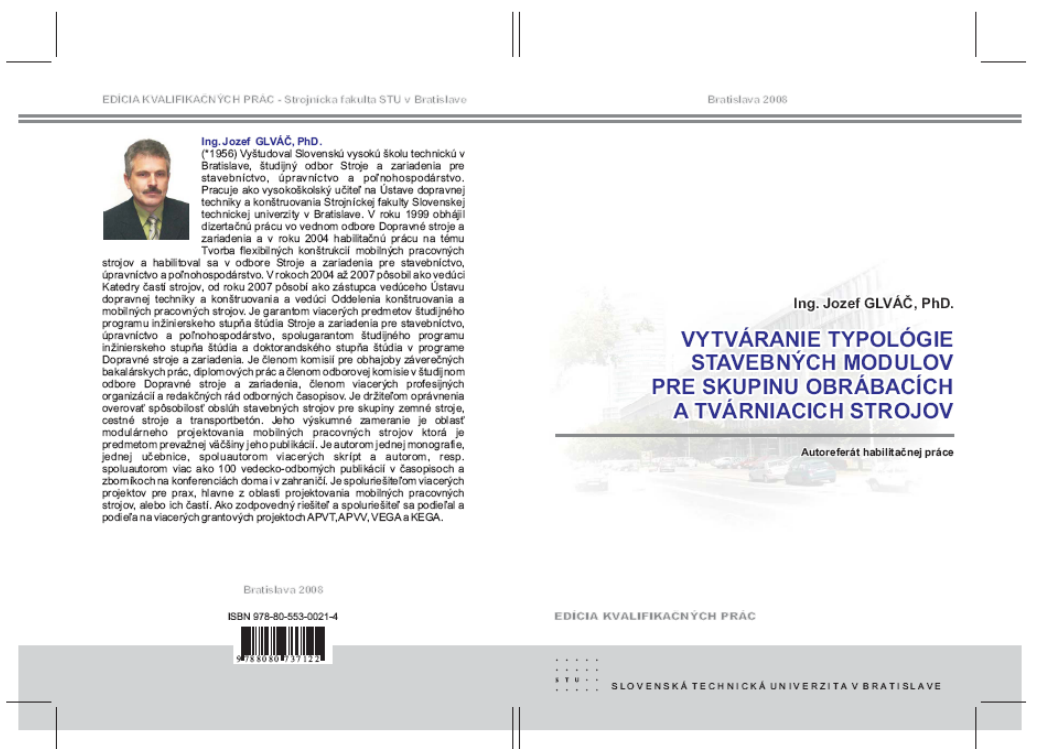 EDÍCIA KVALIFIKAČNÝCH PRÁC - Strojnícka fakulta STU v Bratislave
Ing. Jozef GLVÁČ, PhD.
(*1956) Vyštudoval Slovenskú vysokú školu technickú v
Bratislave, študijný odbor Stroje a zariadenia pre
stavebníctvo, úpravníctvo a poľnohospodárstvo.
Pracuje ako vysokoškolský učiteľ na Ústave dopravnej
techniky a konštruovania Strojníckej fakulty Slovenskej
technickej univerzity v Bratislave. V roku 1999 obhájil
dizertačnú prácu vo vednom odbore Dopravné stroje a
zariadenia a v roku 2004 habilitačnú prácu na tému
Tvorba flexibilných konštrukcií mobilných pracovných
strojov a habilitoval sa v odbore Stroje a zariadenia pre stavebníctvo,
úpravníctvo a poľnohospodárstvo. V rokoch 2004 až 2007 pôsobil ako vedúci
Katedry častí strojov, od roku 2007 pôsobí ako zástupca vedúceho Ústavu
dopravnej techniky a konštruovania a vedúci Oddelenia konštruovania a
mobilných pracovných strojov. Je garantom viacerých predmetov študijného
programu inžinierskeho stupňa štúdia Stroje a zariadenia pre stavebníctvo,
úpravníctvo a poľnohospodárstvo, spolugarantom študijného programu
inžinierskeho stupňa štúdia a doktorandského stupňa štúdia v programe
Dopravné stroje a zariadenia. Je členom komisií pre obhajoby záverečných
bakalárskych prác, diplomových prác a členom odborovej komisie v študijnom
odbore Dopravné stroje a zariadenia, členom viacerých profesijných
organizácií a redakčných rád odborných časopisov. Je držiteľom oprávnenia
overovať spôsobilosť obslúh stavebných strojov pre skupiny zemné stroje,
cestné stroje a transportbetón. Jeho výskumné zameranie je oblasť
modulárneho projektovania mobilných pracovných strojov ktorá je
predmetom prevažnej väčšiny jeho publikácií. Je autorom jednej monografie,
jednej učebnice, spoluautorom viacerých skrípt a autorom, resp.
spoluautorom viac ako 100 vedecko-odborných publikácií v časopisoch a
zborníkoch na konferenciách doma i v zahraničí. Je spoluriešiteľom viacerých
projektov pre prax, hlavne z oblasti projektovania mobilných pracovných
strojov, alebo ich častí. Ako zodpovedný riešiteľ a spoluriešiteľ sa podieľal a
podieľa na viacerých grantových projektoch APVT, APVV, VEGA a KEGA.
Bratislava 2008
ISBN 978-80-553-0021-4
9788080737122
Bratislava 2008
Ing. Jozef GLVÁČ, PhD.
VYTVÁRANIE TYPOLÓGIE
STAVEBNÝCH MODULOV
PRE SKUPINU OBRÁBACÍCH
A TVÁRNIACICH STROJOV
Autoreferát habilitačnej práce
EDÍCIA KVALIFIKAČNÝCH PRÁC
S T U
SLOVENSKÁ TECHNICKÁ UNIVERZITA V BRATISLAVE